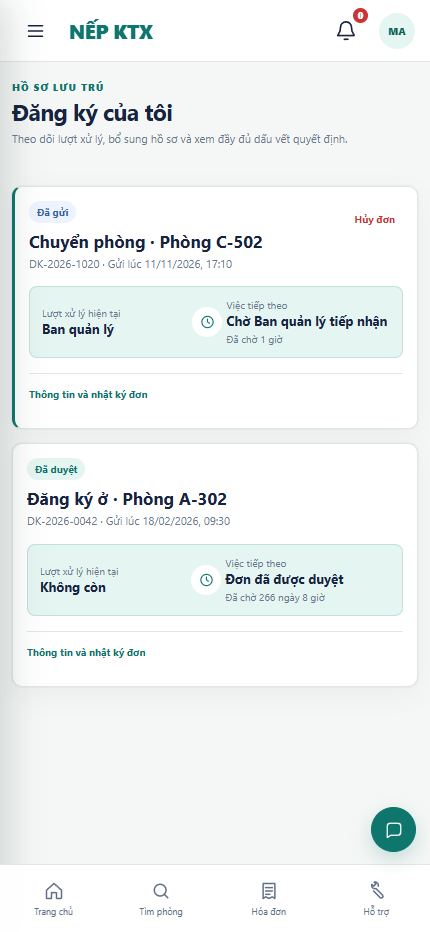 NẾP KTX
0
MA
HỒ SƠ LƯU TRÚ
Đăng ký của tôi
Theo dõi lượt xử lý, bổ sung hồ sơ và xem đầy đủ dấu vết quyết định.
Đã gửi
Hủy đơn
Chuyển phòng · Phòng C-502
DK-2026-1020 · Gửi lúc 11/11/2026, 17:10
Lượt xử lý hiện tại
Ban quản lý
Việc tiếp theo
Chờ Ban quản lý tiếp nhận
Đã chờ 1 giờ
Thông tin và nhật ký đơn
Đã duyệt
Đăng ký ở · Phòng A-302
DK-2026-0042 · Gửi lúc 18/02/2026, 09:30
Lượt xử lý hiện tại
Không còn
Việc tiếp theo
Đơn đã được duyệt
Đã chờ 266 ngày 8 giờ
Thông tin và nhật ký đơn
Trang chủ
Tìm phòng
Hóa đơn
Hỗ trợ